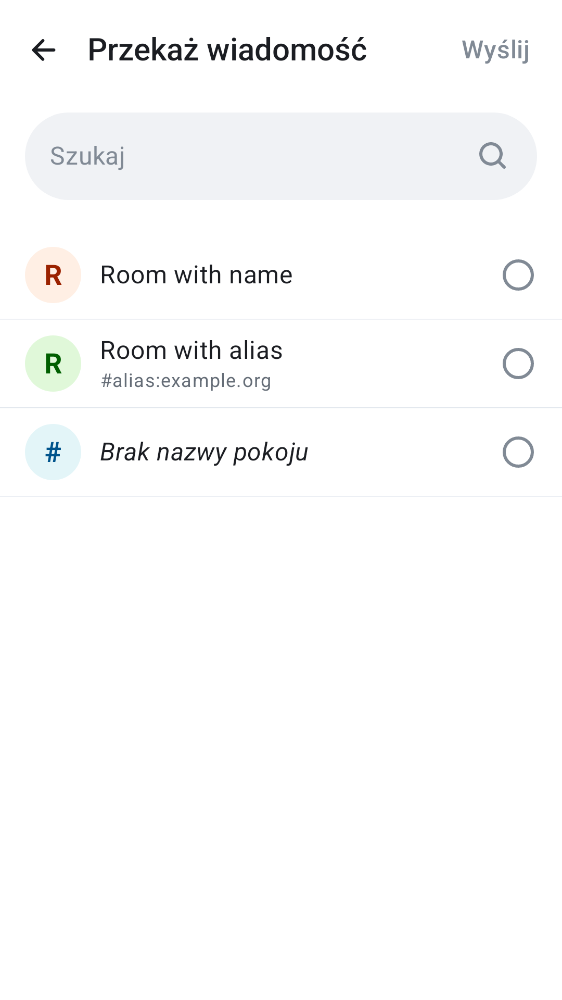 Przekaż wiadomość
Wyślij
Szukaj
R
Room with name
R
Room with alias
#alias:example.org
#
Brak nazwy pokoju